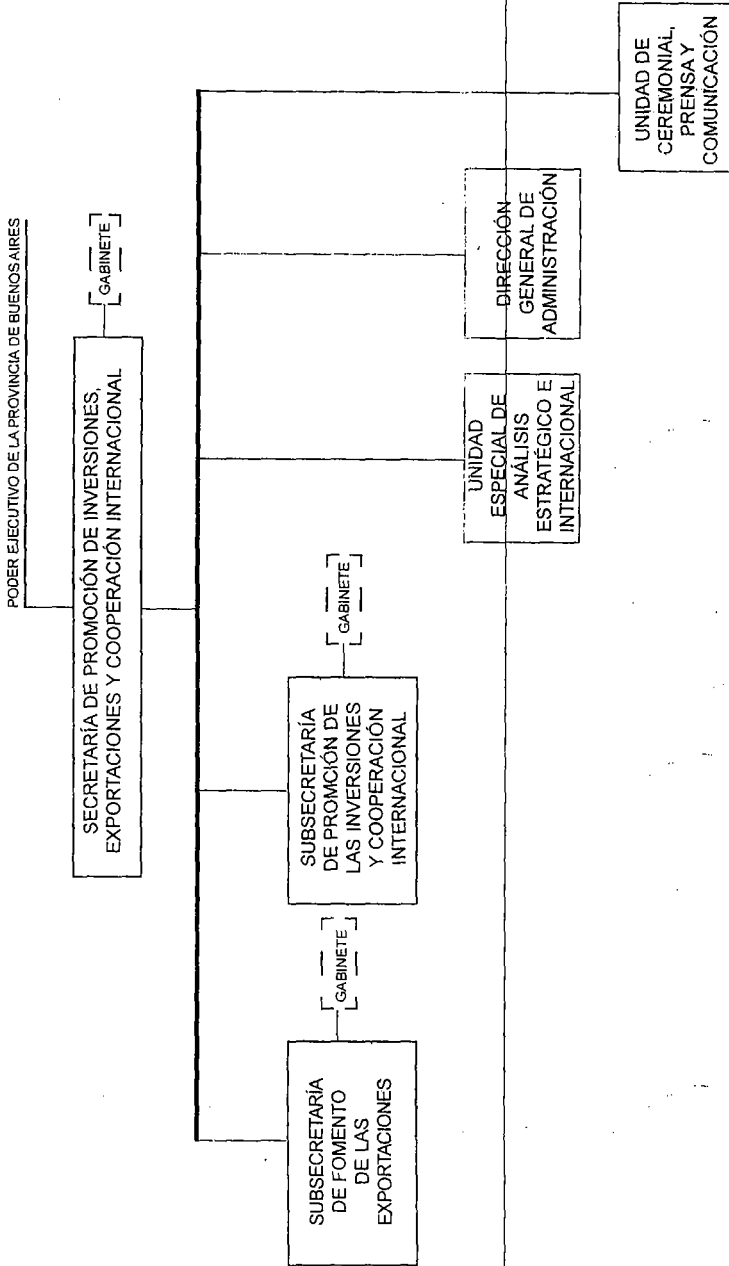 PODER EJECUTIVO DE LA PROVINCIA DE BUENOS AIRES
SECRETARÍA DE PROMOCIÓN DE INVERSIONES,
EXPORTACIONES Y COOPERACIÓN INTERNACIONAL
GABINETE
SUBSECRETARÍA
DE FOMENTO
DE LAS
EXPORTACIONES
GABINETE
SUBSECRETARÍA
DE PROMCIÓN DE
LAS INVERSIONES
Y COOPERACIÓN
INTERNACIONAL
GABINETE
UNIDAD
ESPECIAL DE
ANÁLISIS
ESTRATÉGICO E
INTERNACIONAL
DIRECCIÓN
GENERAL DE
ADMINISTRACIÓN
UNIDAD DE
CEREMONIAL,
PRENSA Y
COMUNICACIÓN